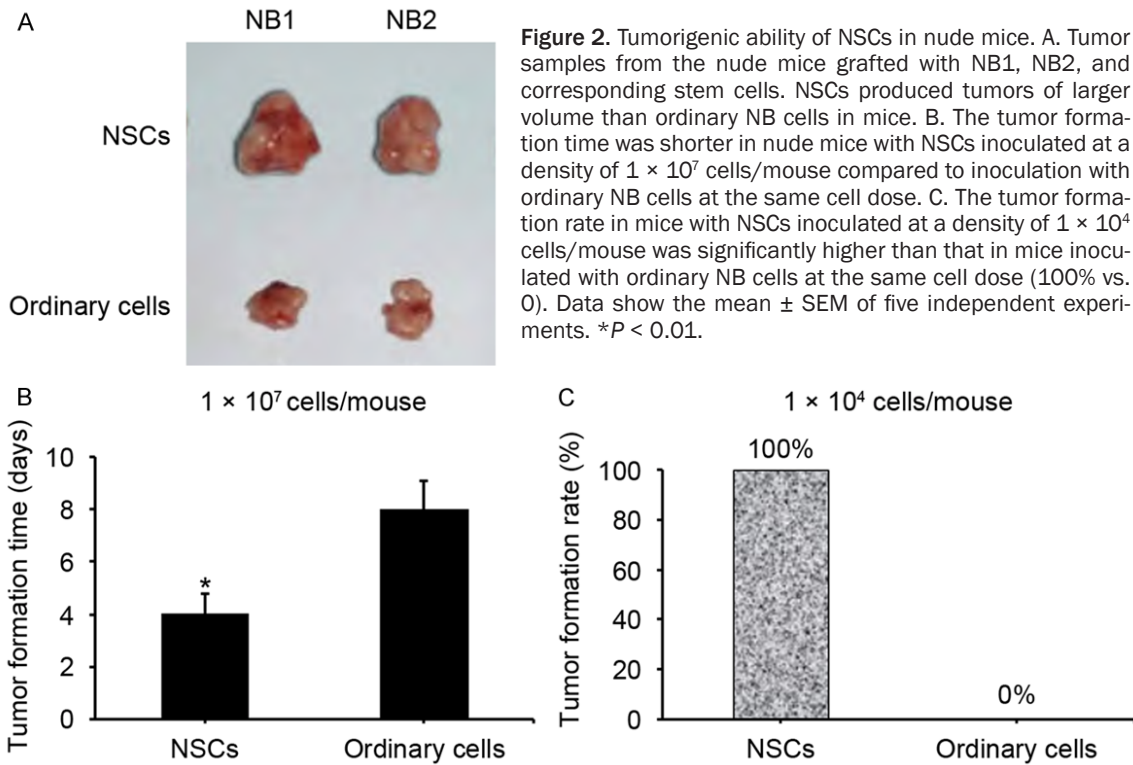 A
NB1 NB2
NSCs
Ordinary cells
Figure 2. Tumorigenic ability of NSCs in nude mice. A. Tumor
samples from the nude mice grafted with NB1, NB2, and
corresponding stem cells. NSCs produced tumors of larger
volume than ordinary NB cells in mice. B. The tumor forma-
tion time was shorter in nude mice with NSCs inoculated at a
density of 1 × 10⁷ cells/mouse compared to inoculation with
ordinary NB cells at the same cell dose. C. The tumor forma-
tion rate in mice with NSCs inoculated at a density of 1 × 10⁴
cells/mouse was significantly higher than that in mice inocu-
lated with ordinary NB cells at the same cell dose (100% vs.
0). Data show the mean ± SEM of five independent experi-
ments. *P < 0.01.
B
1 × 10⁷ cells/mouse
Tumor formation time (days)
10
8
6
4
2
0
*
NSCs Ordinary cells
C
1 × 10⁴ cells/mouse
Tumor formation rate (%)
100
80
60
40
20
0
100%
0%
NSCs Ordinary cells